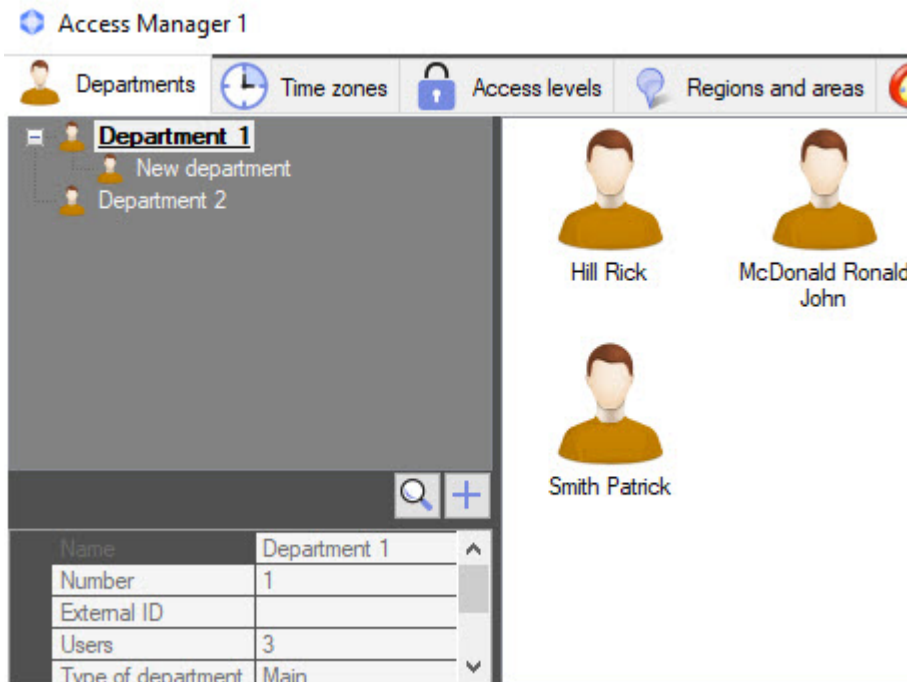 Access Manager 1
Departments
Time zones
Access levels
Regions and areas
Department 1
New department
Department 2
Hill Rick
McDonald Ronald
John
Smith Patrick
Name Department 1
Number 1
External ID
Users 3
Type of department Main